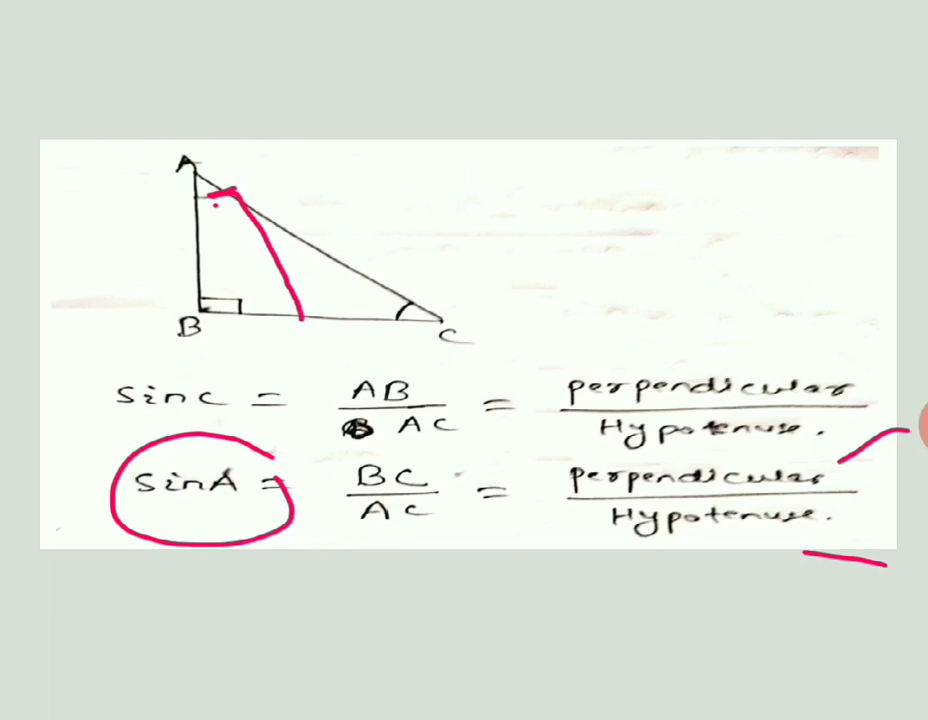 A
B
C
sinc = AB / AC = perpendicular / Hypotenuse.
sinA = BC / AC = perpendicular / Hypotenuse.